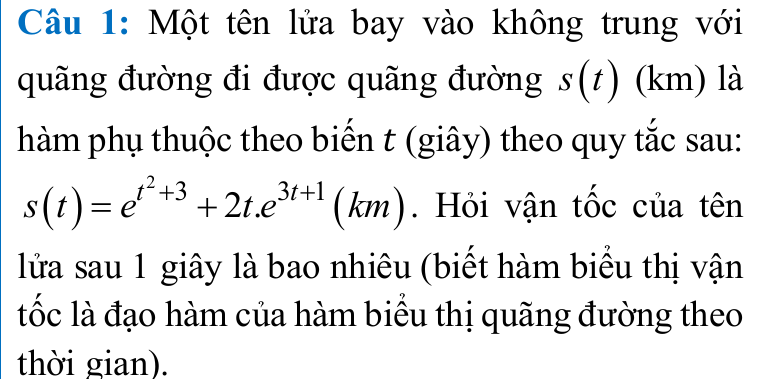 Câu 1: Một tên lửa bay vào không trung với
quãng đường đi được quãng đường s(t) (km) là
hàm phụ thuộc theo biến t (giây) theo quy tắc sau:
s(t) = e^{t^2+3} + 2t.e^{3t+1} (km). Hỏi vận tốc của tên
lửa sau 1 giây là bao nhiêu (biết hàm biểu thị vận
tốc là đạo hàm của hàm biểu thị quãng đường theo
thời gian).